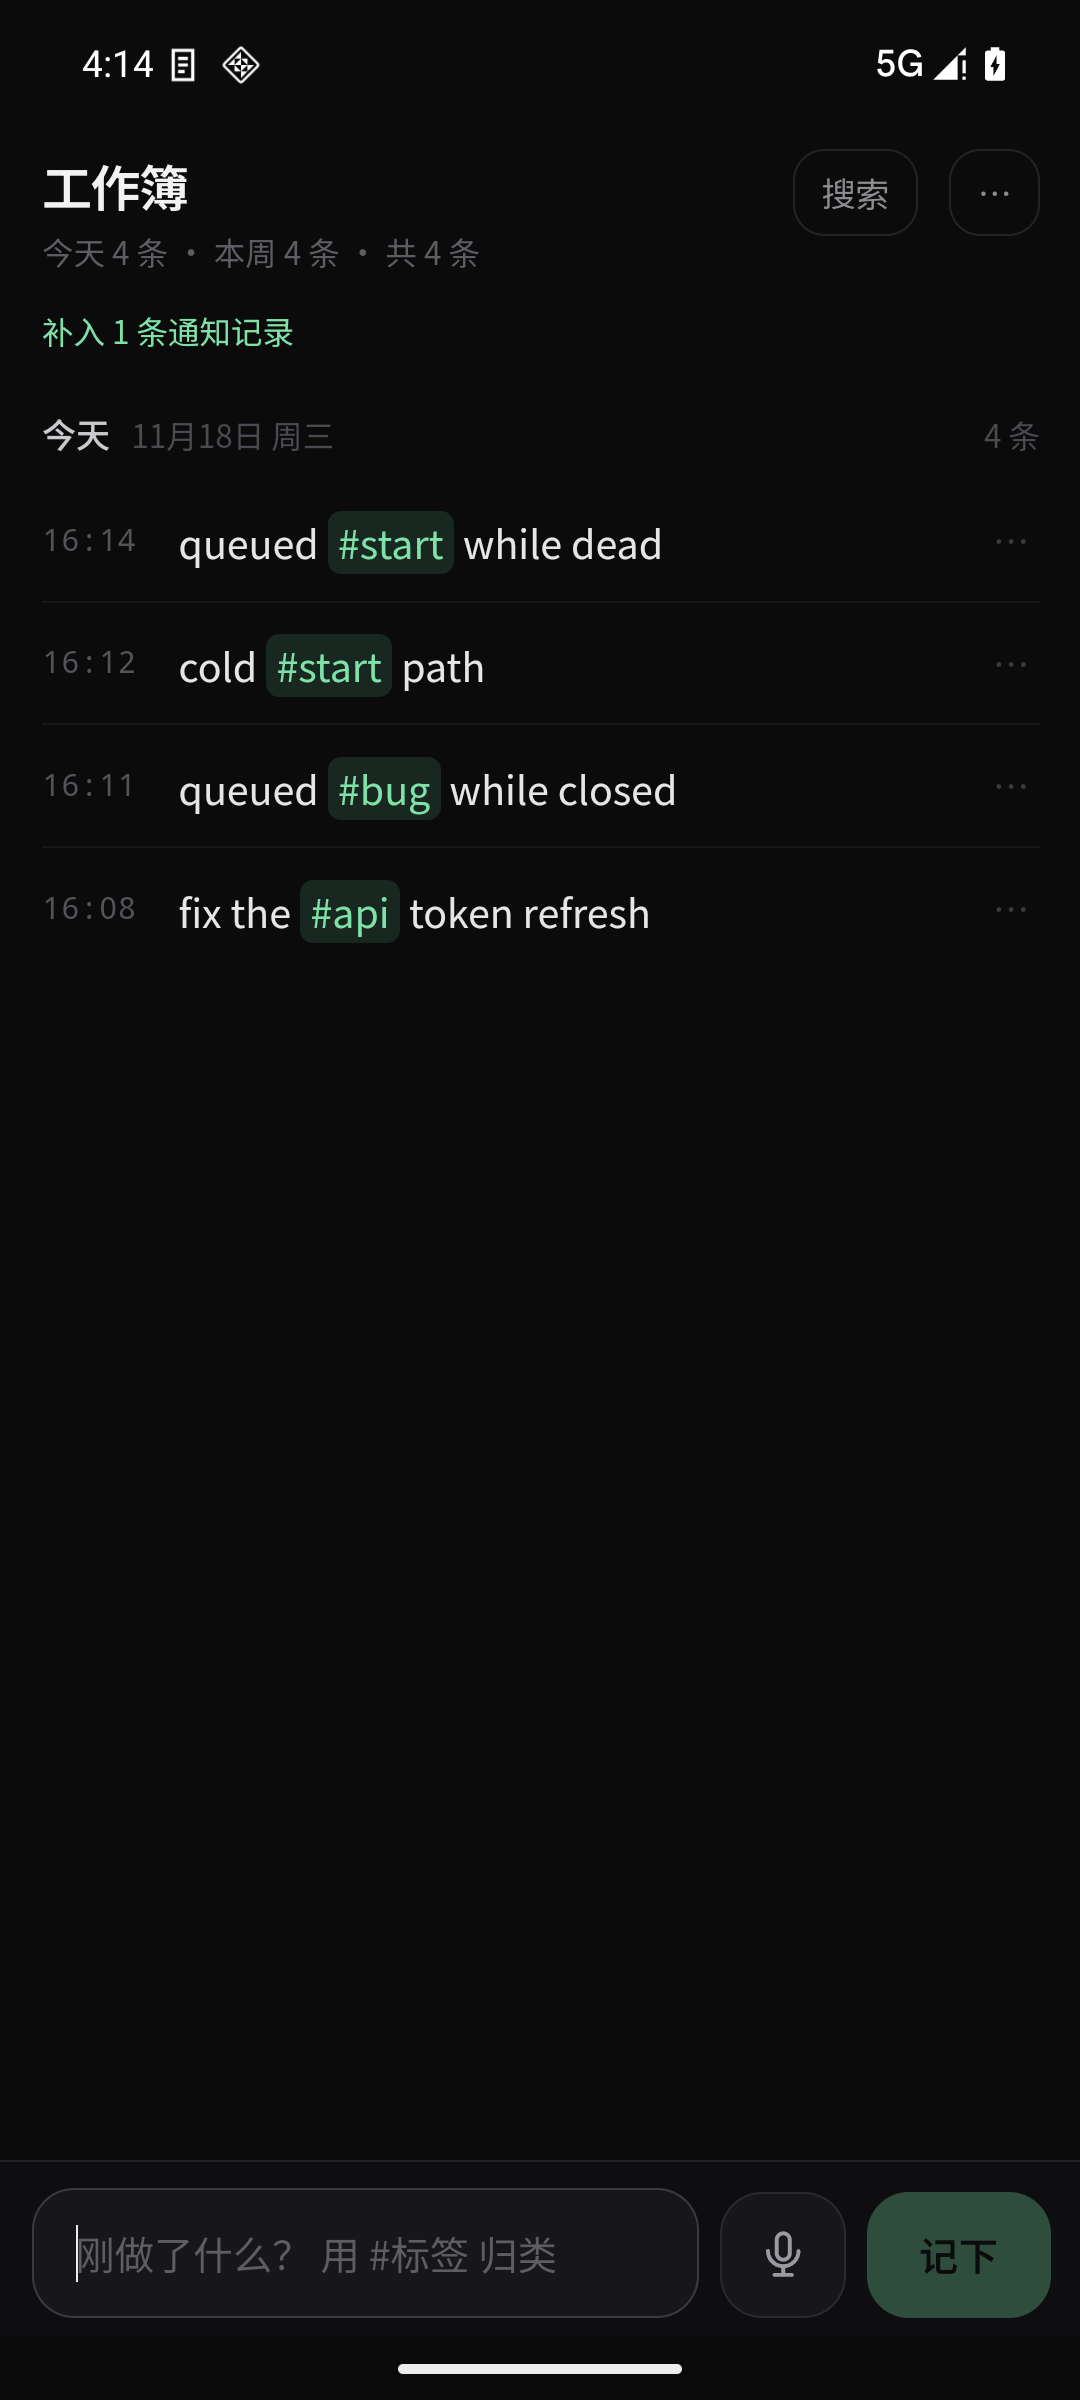 4:14 5G
工作簿
搜索 ···
今天 4 条 · 本周 4 条 · 共 4 条
补入 1 条通知记录
今天 11月18日 周三 4 条
16:14 queued #start while dead ···
16:12 cold #start path ···
16:11 queued #bug while closed ···
16:08 fix the #api token refresh ···
刚做了什么？ 用 #标签 归类 记下